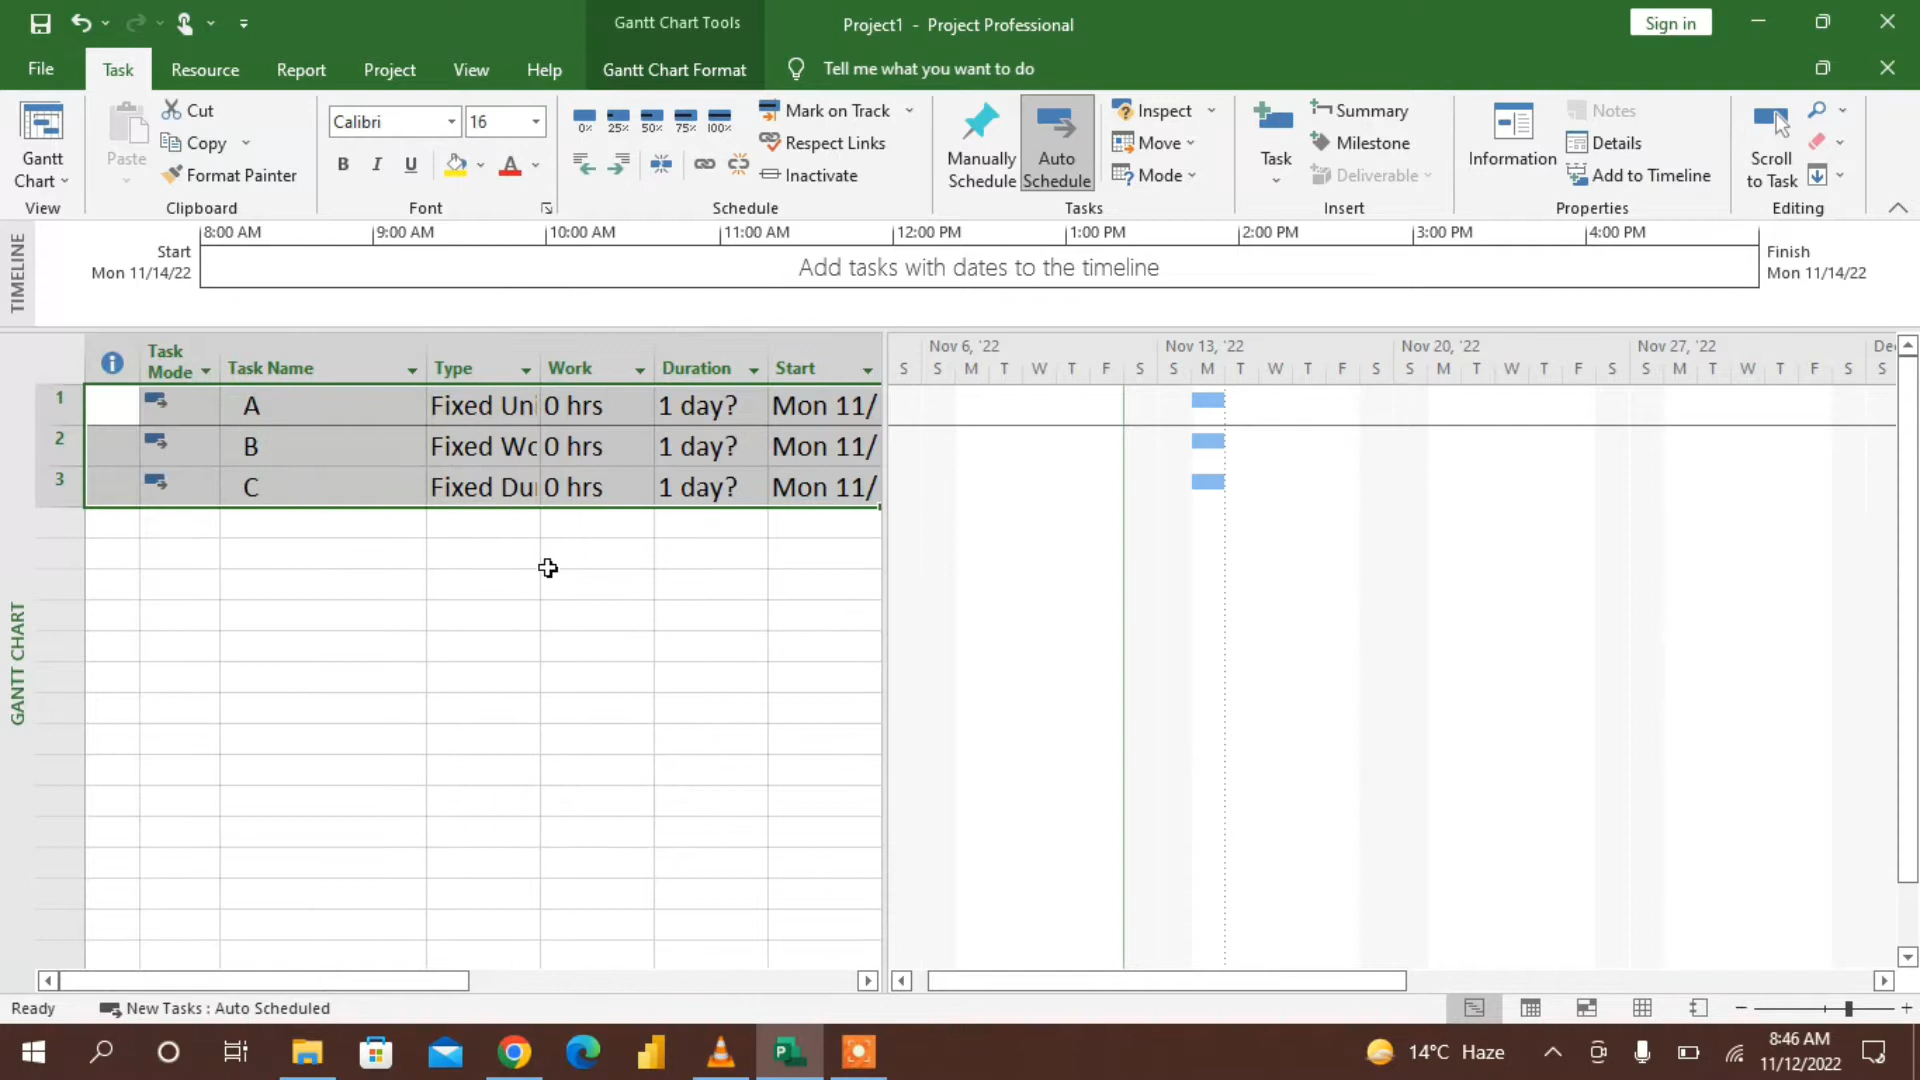 Gantt Chart Tools
Project1 - Project Professional
Sign in
File
Task
Resource
Report
Project
View
Help
Gantt Chart Format
Tell me what you want to do
Gantt
Chart
View
Paste
Cut
Copy
Format Painter
Clipboard
Calibri
16
B I U A
Font
0% 25% 50% 75% 100%
Mark on Track
Respect Links
Inactivate
Schedule
Manually
Schedule
Auto
Schedule
Inspect
Move
Mode
Tasks
Task
Summary
Milestone
Deliverable
Insert
Information
Notes
Details
Add to Timeline
Properties
Scroll
to Task
Editing
TIMELINE
Start
Mon 11/14/22
8:00 AM 9:00 AM 10:00 AM 11:00 AM 12:00 PM 1:00 PM 2:00 PM 3:00 PM 4:00 PM
Add tasks with dates to the timeline
Finish
Mon 11/14/22
Task
Mode
Task Name
Type
Work
Duration
Start
Nov 6, '22 Nov 13, '22 Nov 20, '22 Nov 27, '22 De
S S M T W T F S S M T W T F S S M T W T F S S M T W T F S S
1 A Fixed Uni 0 hrs 1 day? Mon 11/
2 B Fixed Wo 0 hrs 1 day? Mon 11/
3 C Fixed Du 0 hrs 1 day? Mon 11/
GANTT CHART
Ready
New Tasks : Auto Scheduled
14°C Haze
8:46 AM
11/12/2022